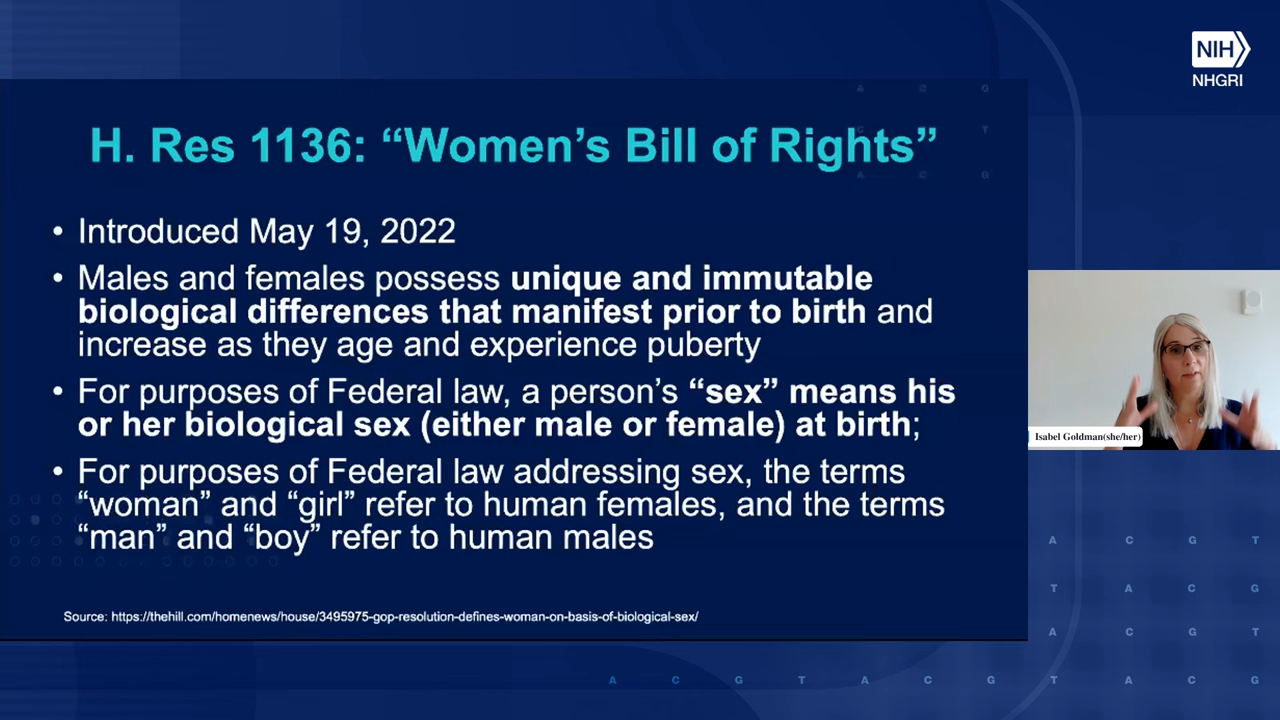 NIH
NHGRI
H. Res 1136: “Women’s Bill of Rights”
• Introduced May 19, 2022
• Males and females possess unique and immutable
biological differences that manifest prior to birth and
increase as they age and experience puberty
• For purposes of Federal law, a person’s “sex” means his
or her biological sex (either male or female) at birth;
• For purposes of Federal law addressing sex, the terms
“woman” and “girl” refer to human females, and the terms
“man” and “boy” refer to human males
Source: https://thehill.com/homenews/house/3495975-gop-resolution-defines-woman-on-basis-of-biological-sex/
Isabel Goldman(she/her)
A C G
G T
A C G
A C G T
T A C G
A C G T
A C G T A C G T A C G